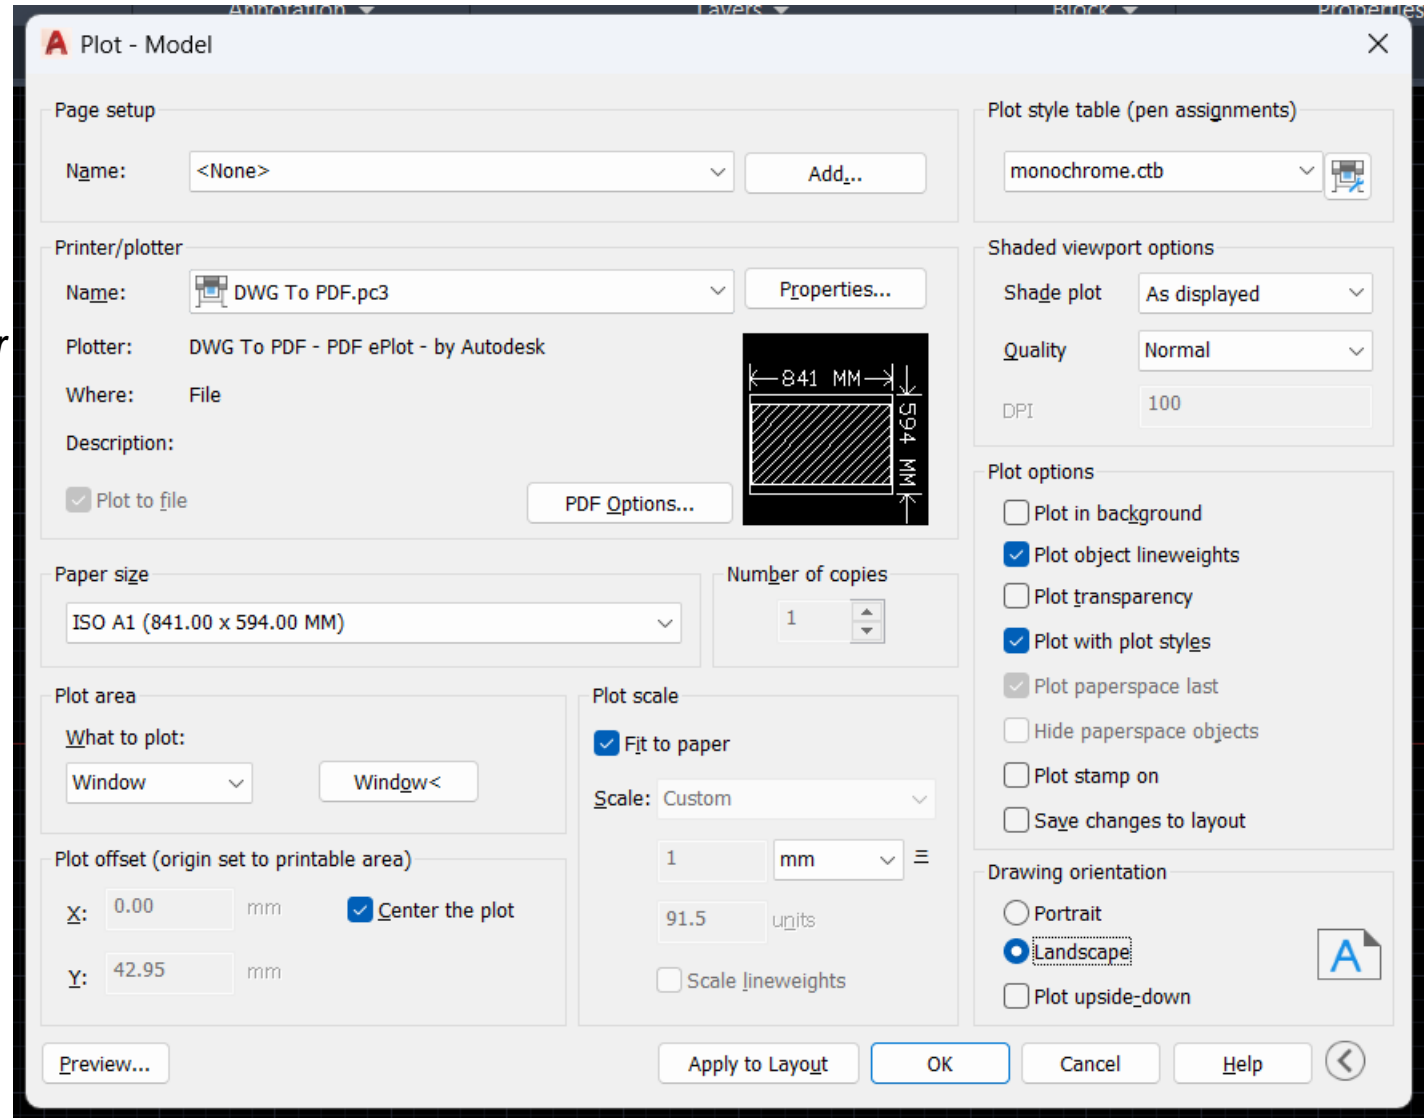 Annotation
Layers
Block
Properties
Plot - Model
Page setup
Name:
<None>
Add...
Plot style table (pen assignments)
monochrome.ctb
Printer/plotter
Name:
DWG To PDF.pc3
Properties...
Plotter:
DWG To PDF - PDF ePlot - by Autodesk
Where:
File
Description:
Plot to file
PDF Options...
841 MM
594 MM
Shaded viewport options
Shade plot
As displayed
Quality
Normal
DPI
100
Paper size
ISO A1 (841.00 x 594.00 MM)
Number of copies
1
Plot options
Plot in background
Plot object lineweights
Plot transparency
Plot with plot styles
Plot paperspace last
Hide paperspace objects
Plot stamp on
Save changes to layout
Plot area
What to plot:
Window
Window<
Plot scale
Fit to paper
Scale:
Custom
1
mm
=
91.5
units
Scale lineweights
Plot offset (origin set to printable area)
X:
0.00
mm
Center the plot
Y:
42.95
mm
Drawing orientation
Portrait
Landscape
A
Plot upside-down
Preview...
Apply to Layout
OK
Cancel
Help